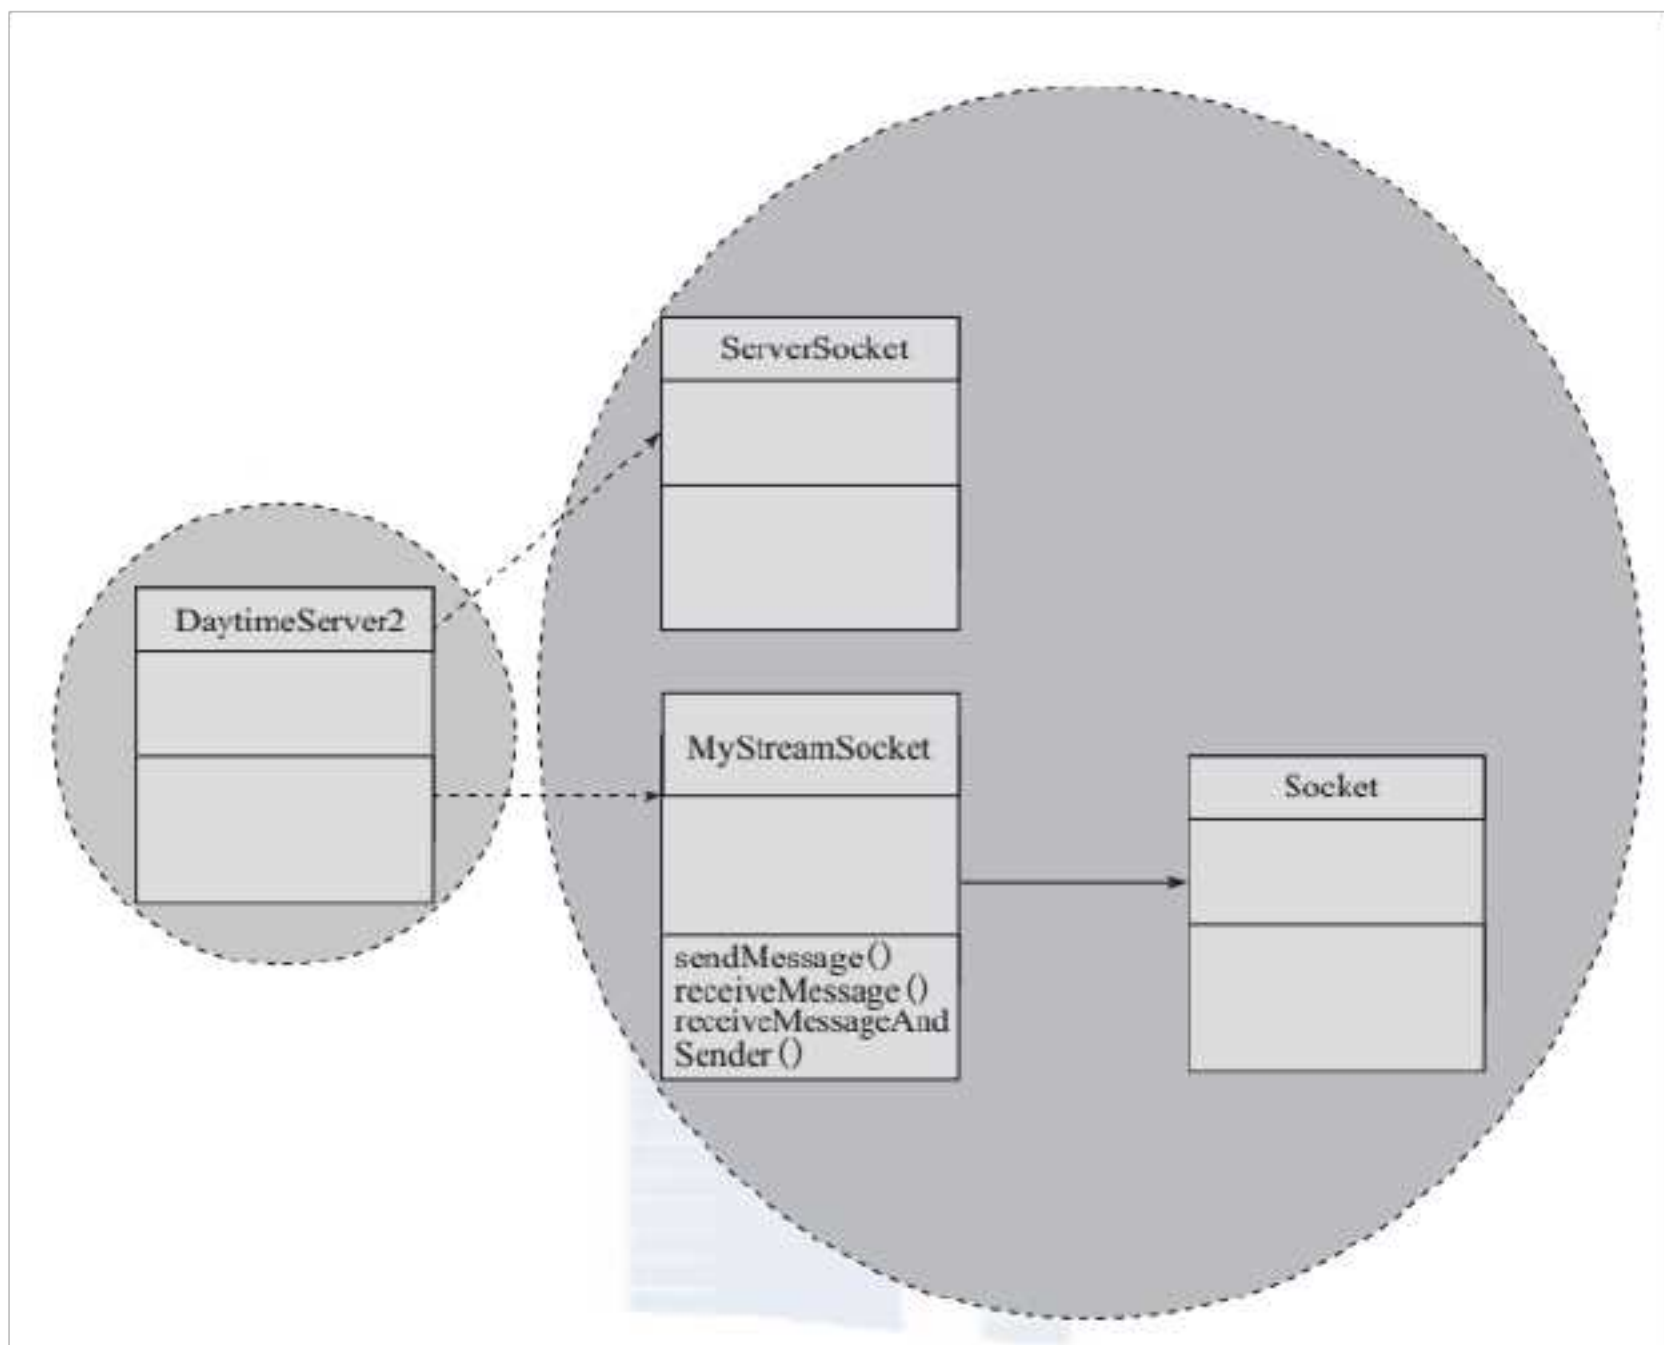 ServerSocket
DaytimeServer2
MyStreamSocket
Socket
sendMessage()
receiveMessage()
receiveMessageAnd
Sender()